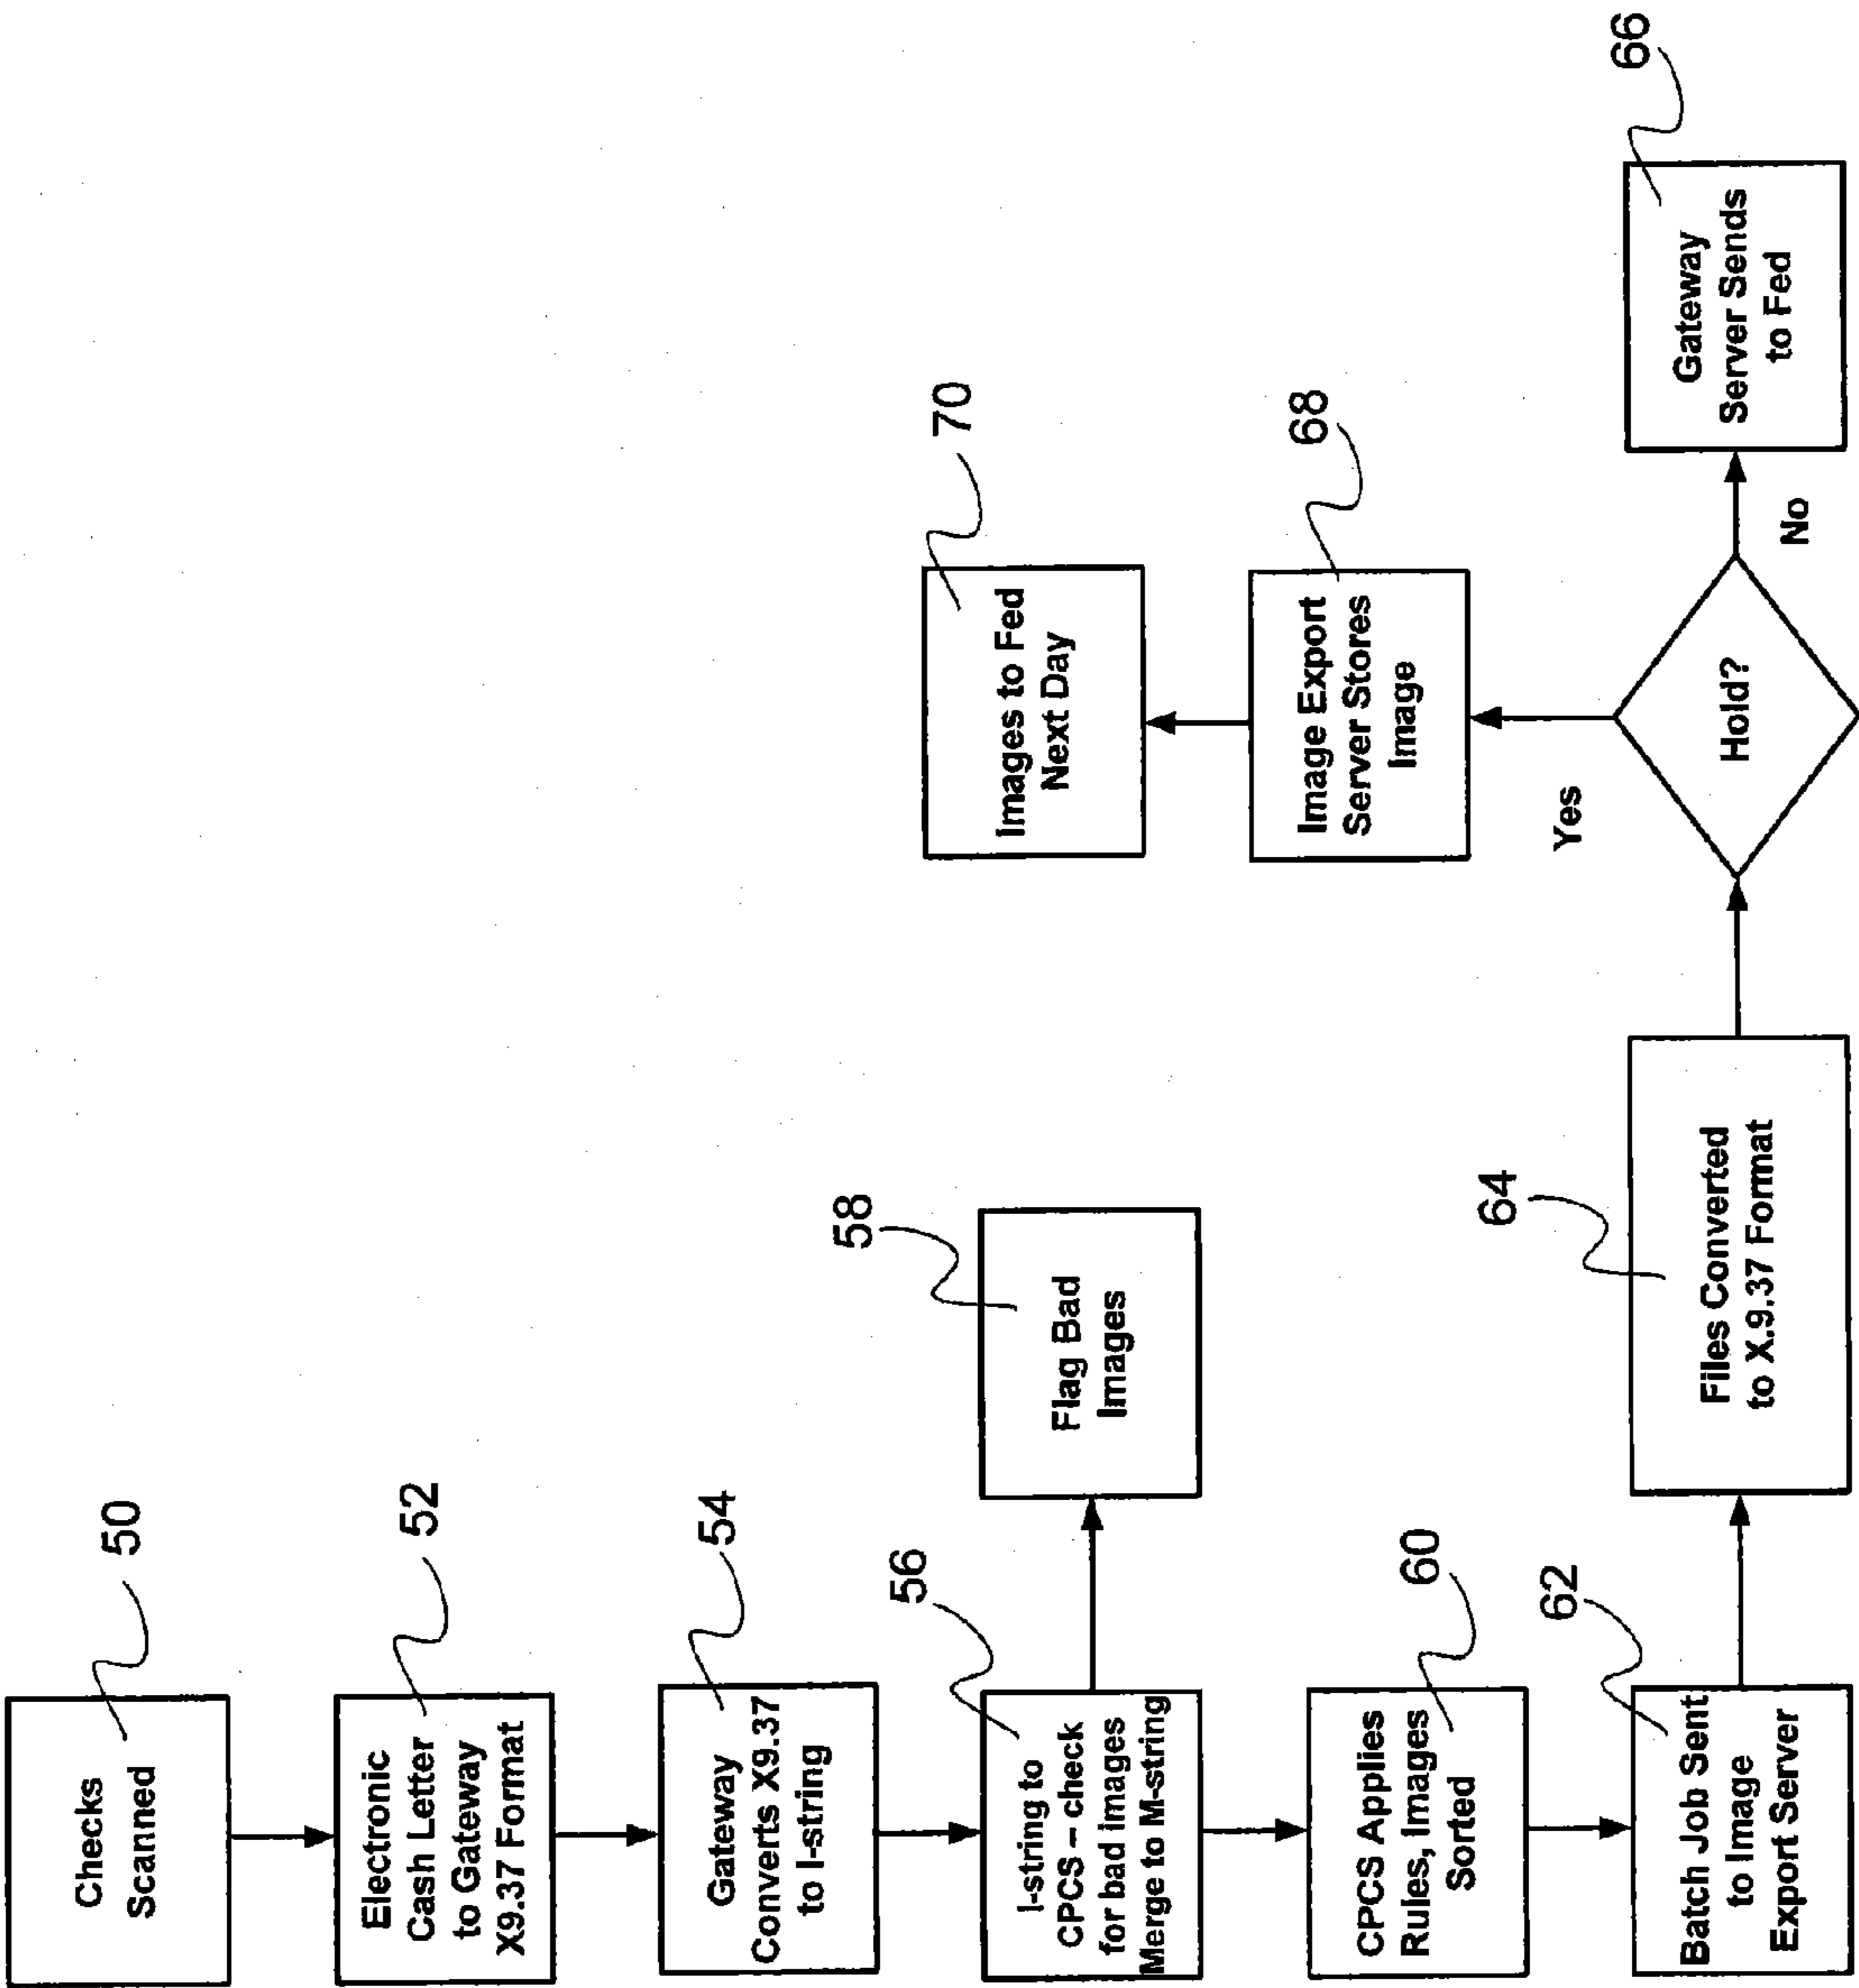 50
Checks
Scanned
52
Electronic
Cash Letter
to Gateway
X9.37 Format
54
Gateway
Converts X9.37
to I-string
56
I-string to
CPCS – check
for bad images
Merge to M-string
58
Flag Bad
Images
60
CPCS Applies
Rules, Images
Sorted
62
Batch Job Sent
to Image
Export Server
64
Files Converted
to X.9.37 Format
Hold?
Yes
No
68
Image Export
Server Stores
Image
70
Images to Fed
Next Day
66
Gateway
Server Sends
to Fed